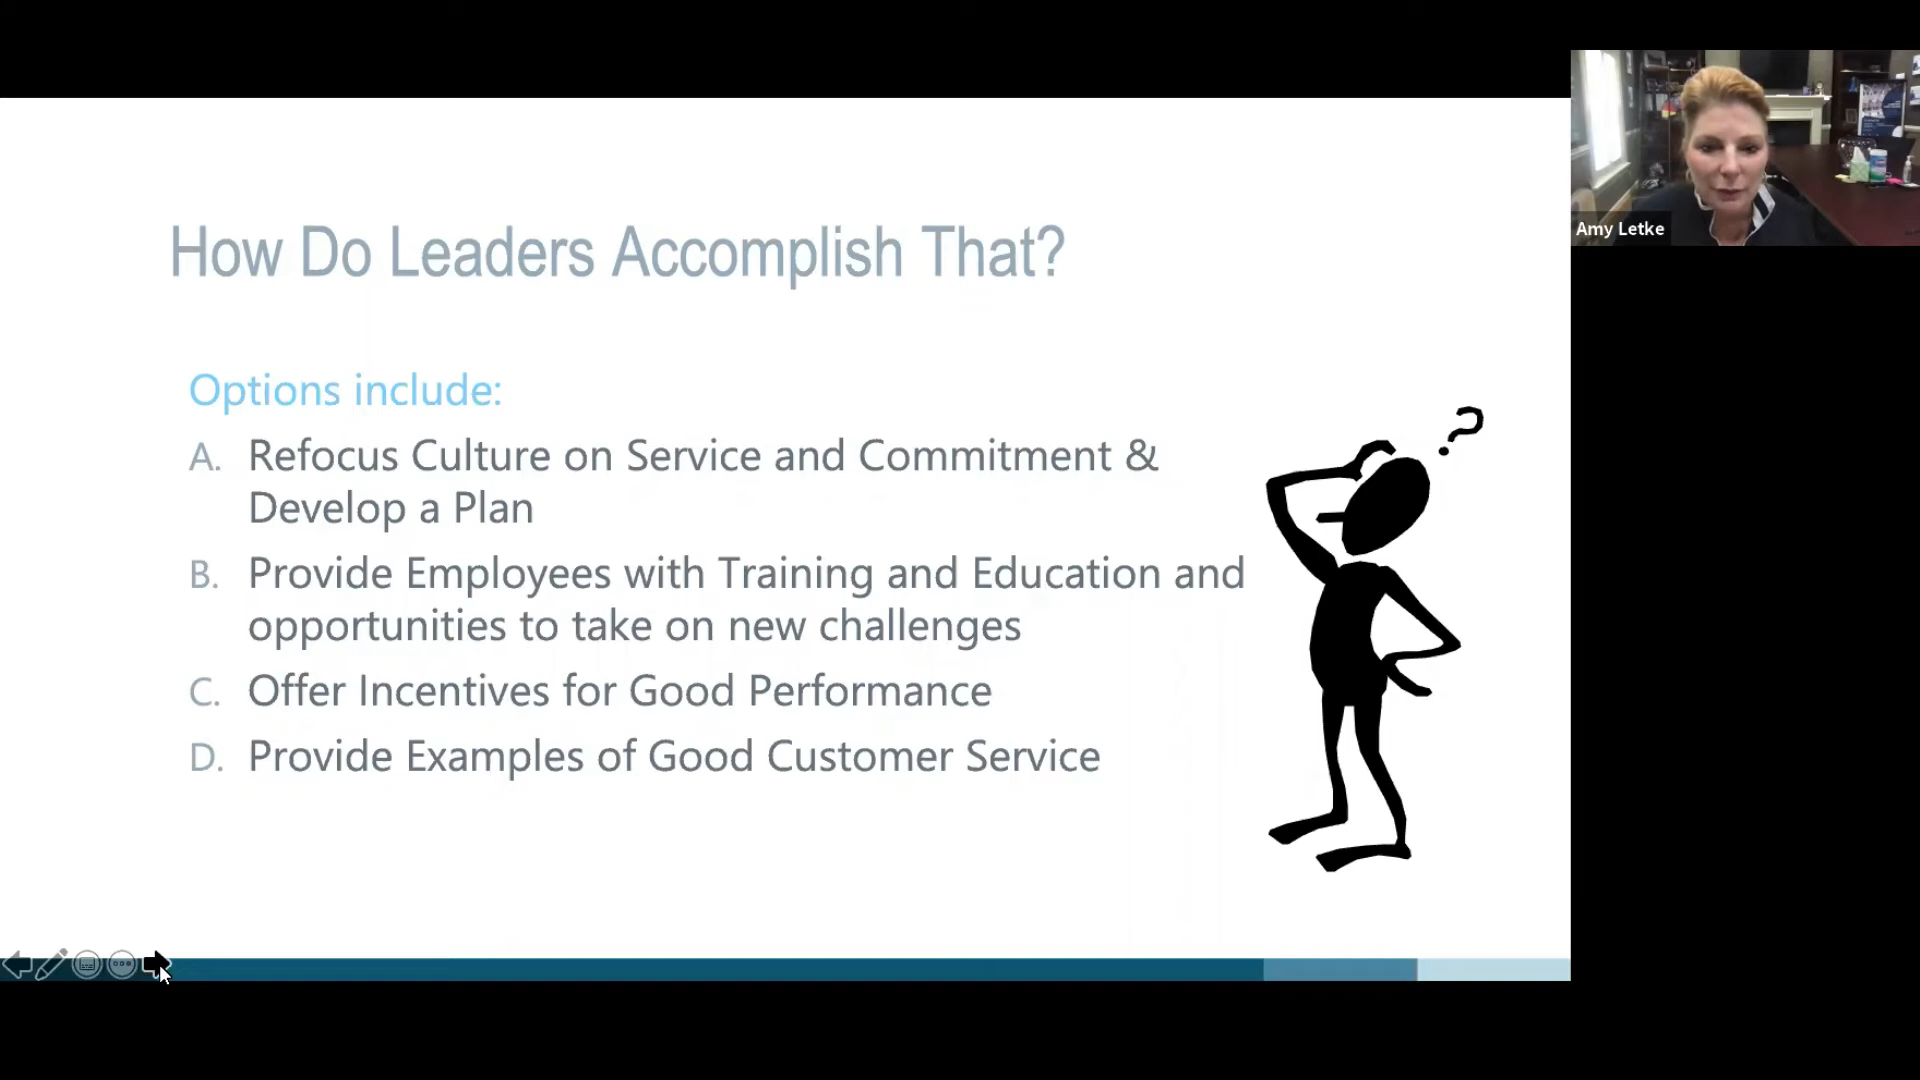 How Do Leaders Accomplish That?
Options include:
A. Refocus Culture on Service and Commitment &
Develop a Plan
B. Provide Employees with Training and Education and
opportunities to take on new challenges
C. Offer Incentives for Good Performance
D. Provide Examples of Good Customer Service
?
Amy Letke